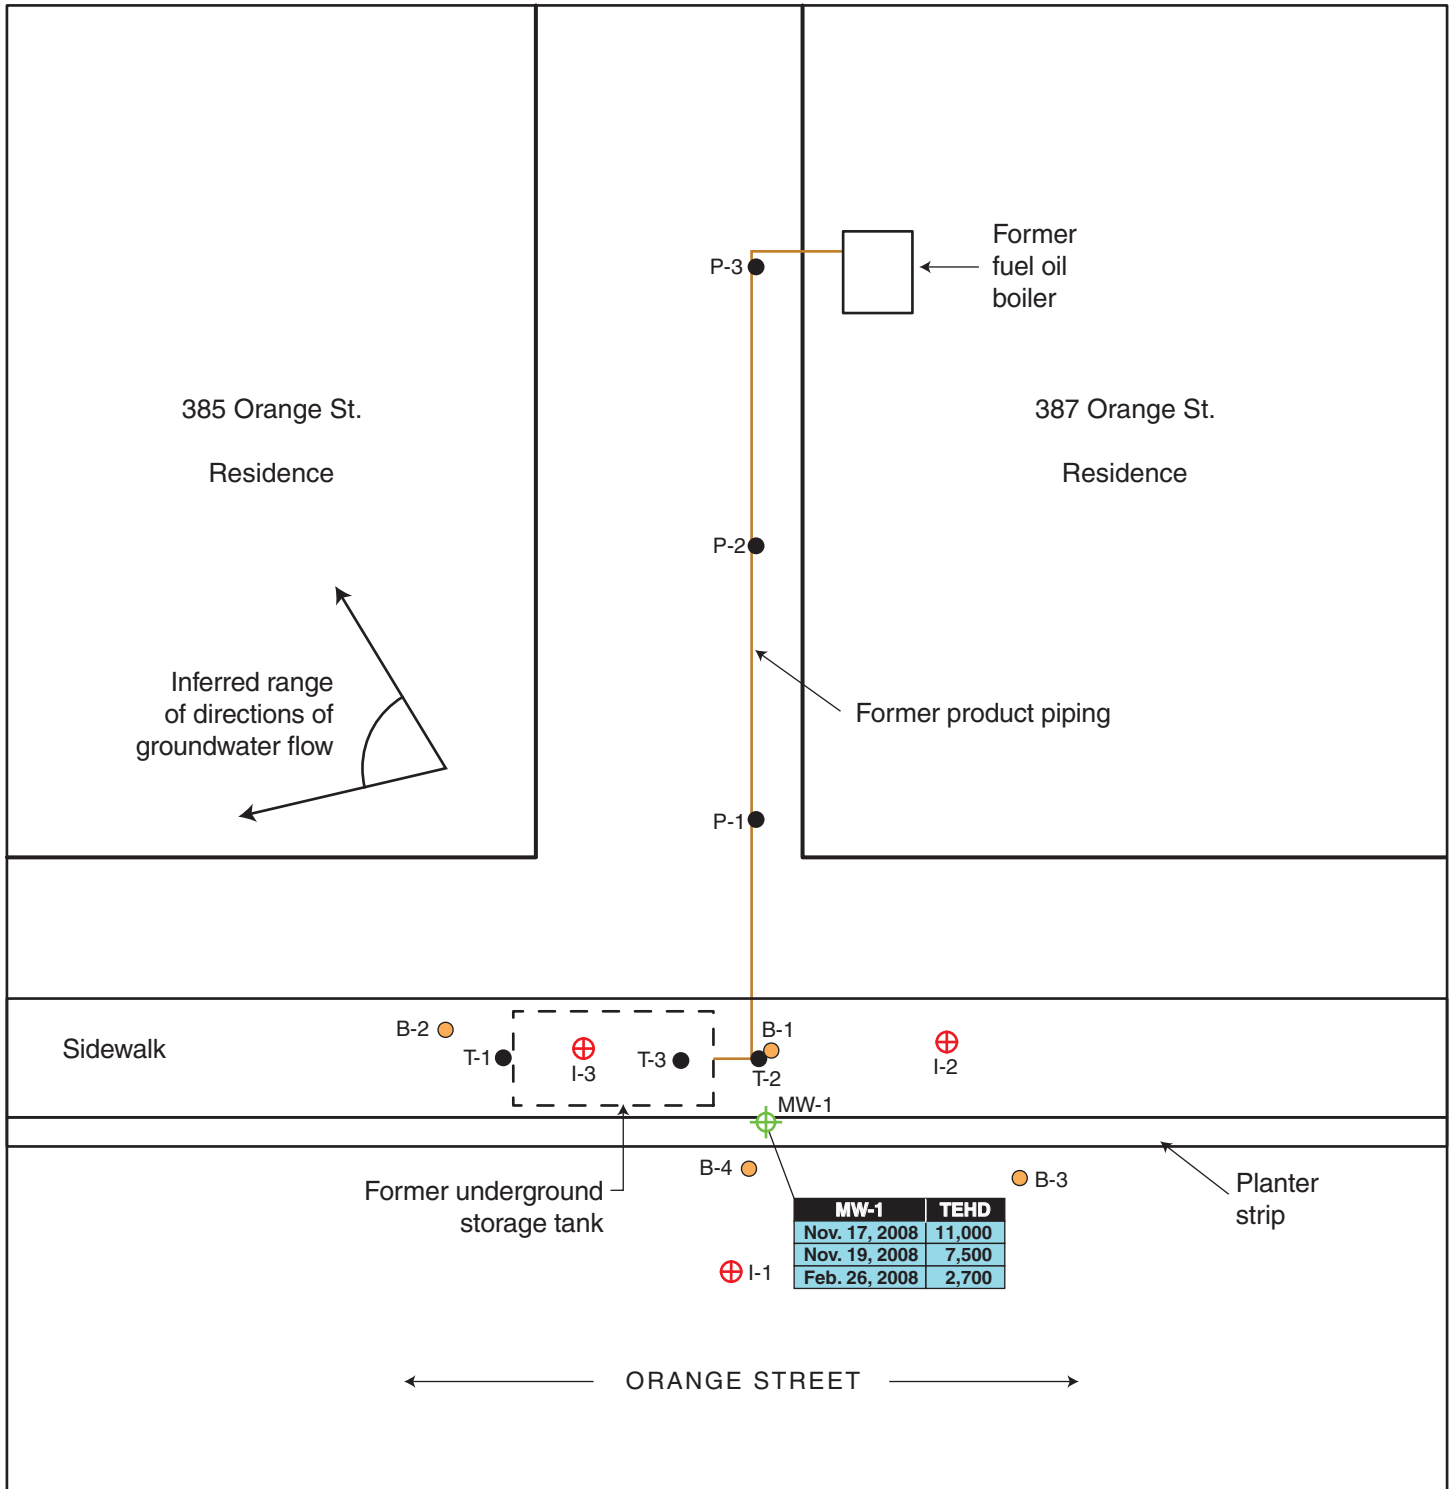 P-3
Former
fuel oil
boiler
385 Orange St.
Residence
387 Orange St.
Residence
P-2
Inferred range
of directions of
groundwater flow
Former product piping
P-1
Sidewalk
B-2
T-1
I-3
T-3
B-1
T-2
I-2
MW-1
B-4
B-3
Former underground
storage tank
Planter
strip
MW-1 TEHD
Nov. 17, 2008 11,000
Nov. 19, 2008 7,500
Feb. 26, 2008 2,700
I-1
ORANGE STREET